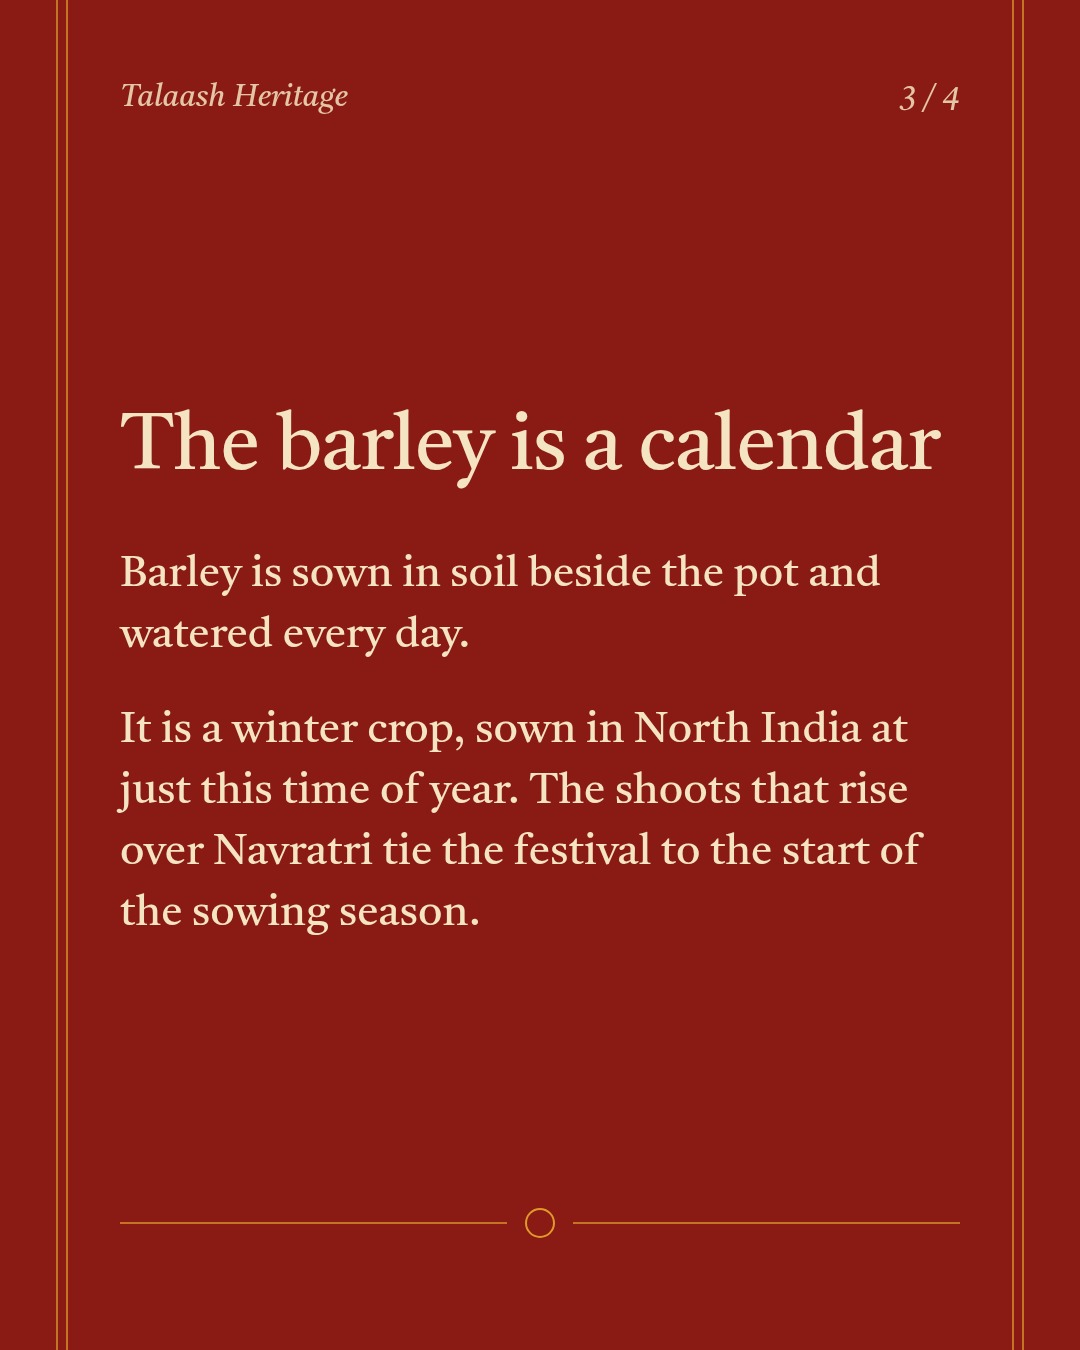 Talaash Heritage
3 / 4
The barley is a calendar
Barley is sown in soil beside the pot and
watered every day.
It is a winter crop, sown in North India at
just this time of year. The shoots that rise
over Navratri tie the festival to the start of
the sowing season.